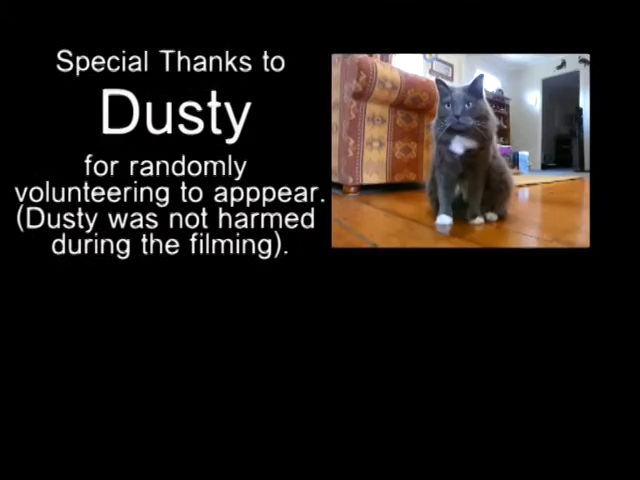 Special Thanks to
Dusty
for randomly
volunteering to apppear.
(Dusty was not harmed
during the filming).